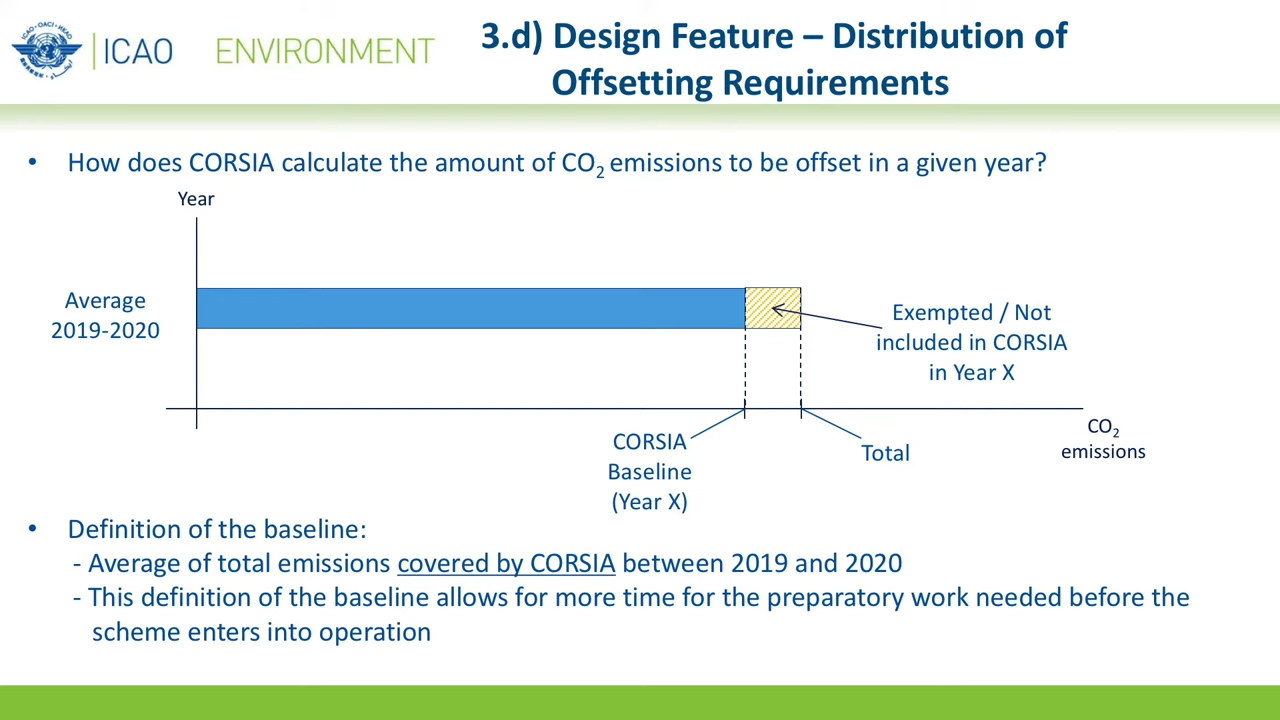 ICAO ENVIRONMENT
3.d) Design Feature – Distribution of
Offsetting Requirements
• How does CORSIA calculate the amount of CO2 emissions to be offset in a given year?
Year
Average
2019-2020
Exempted / Not
included in CORSIA
in Year X
CO2
emissions
CORSIA
Baseline
(Year X)
Total
• Definition of the baseline:
- Average of total emissions covered by CORSIA between 2019 and 2020
- This definition of the baseline allows for more time for the preparatory work needed before the
scheme enters into operation